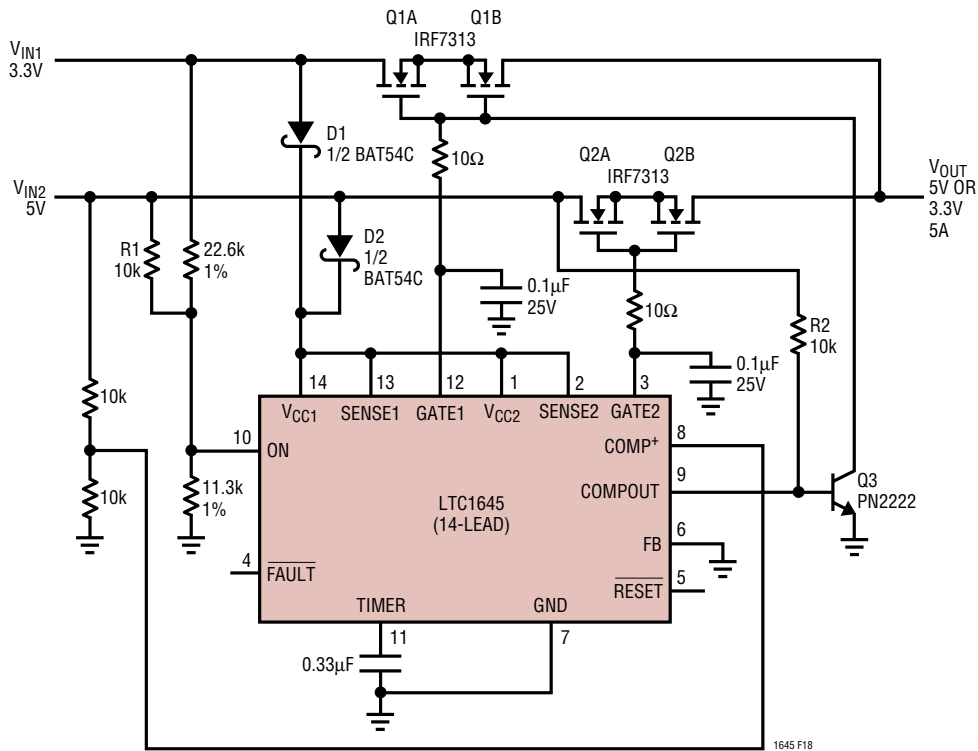 Q1A Q1B
IRF7313
VIN1
3.3V
D1
1/2 BAT54C
10Ω
Q2A Q2B
IRF7313
VOUT
5V OR
3.3V
5A
VIN2
5V
R1
10k
22.6k
1%
D2
1/2
BAT54C
0.1µF
25V
10Ω
R2
10k
0.1µF
25V
10k
14 13 12 1 2 3
VCC1 SENSE1 GATE1 VCC2 SENSE2 GATE2
10
ON
COMP+
8
10k
11.3k
1%
LTC1645
(14-LEAD)
COMPOUT
9
Q3
PN2222
FB
6
4
FAULT
RESET
5
TIMER
GND
11
7
0.33µF
1645 F18